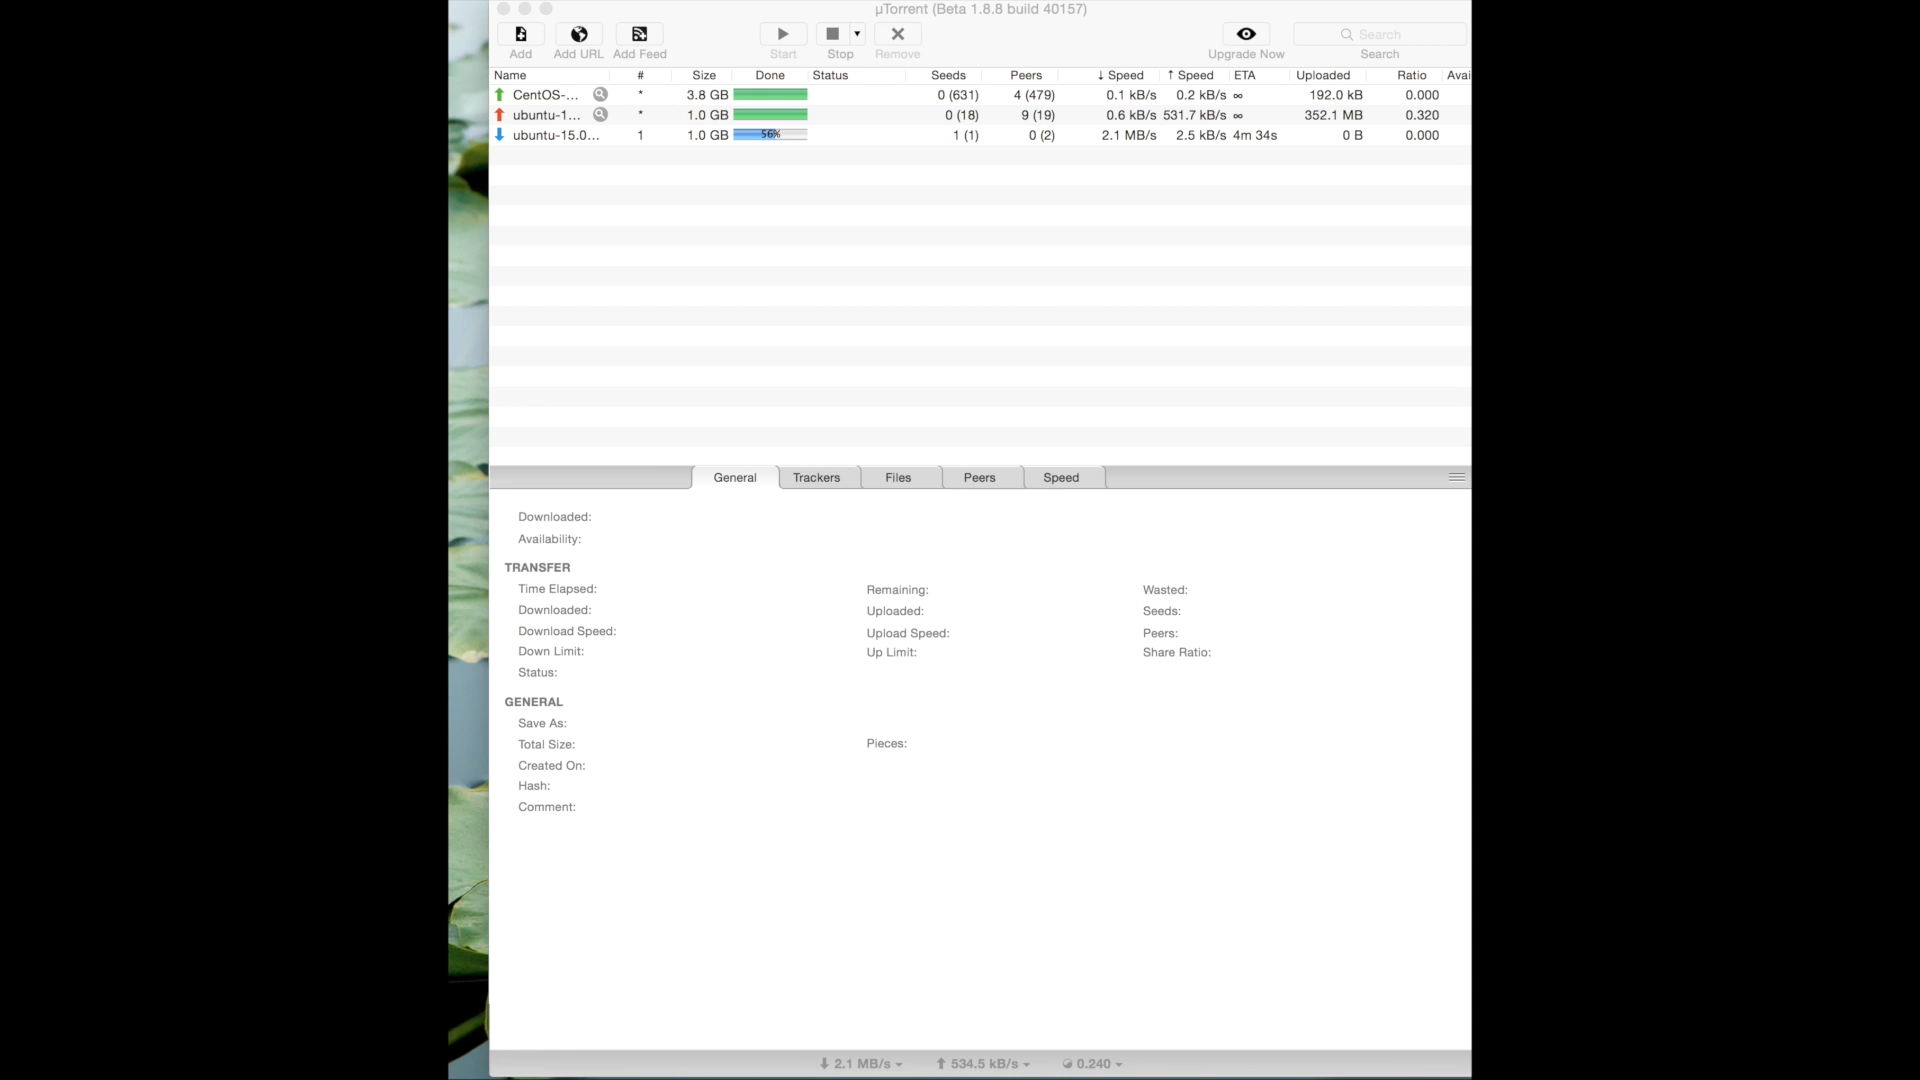 µTorrent (Beta 1.8.8 build 40157)
Add Add URL Add Feed Start Stop Remove Upgrade Now Search
Search
Name # Size Done Status Seeds Peers ↓ Speed ↑ Speed ETA Uploaded Ratio Avai
CentOS-... * 3.8 GB 0 (631) 4 (479) 0.1 kB/s 0.2 kB/s ∞ 192.0 kB 0.000
ubuntu-1... * 1.0 GB 0 (18) 9 (19) 0.6 kB/s 531.7 kB/s ∞ 352.1 MB 0.320
ubuntu-15.0... 1 1.0 GB 56% 1 (1) 0 (2) 2.1 MB/s 2.5 kB/s 4m 34s 0 B 0.000
General Trackers Files Peers Speed
Downloaded:
Availability:
TRANSFER
Time Elapsed: Remaining: Wasted:
Downloaded: Uploaded: Seeds:
Download Speed: Upload Speed: Peers:
Down Limit: Up Limit: Share Ratio:
Status:
GENERAL
Save As:
Total Size: Pieces:
Created On:
Hash:
Comment:
2.1 MB/s 534.5 kB/s 0.240